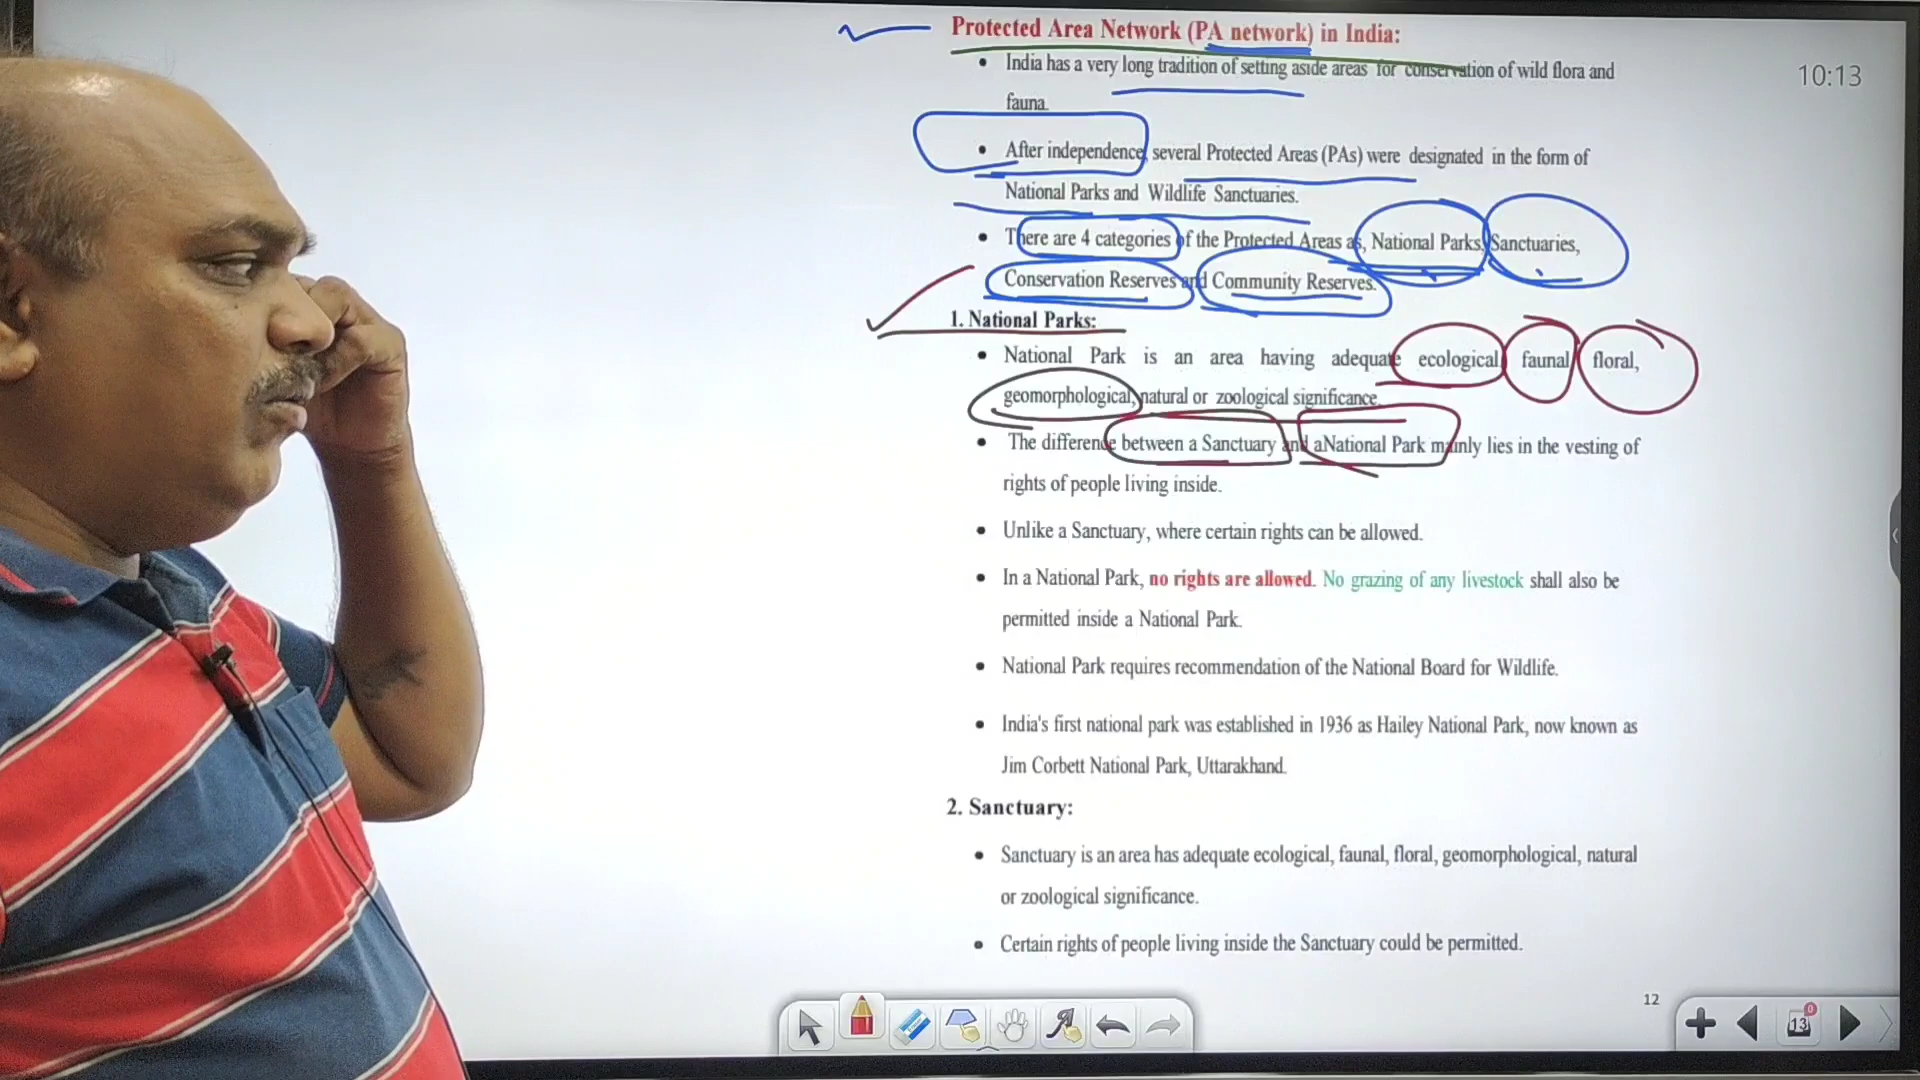 Protected Area Network (PA network) in India:
• India has a very long tradition of setting aside areas for conservation of wild flora and
fauna.
10:13
• After independence, several Protected Areas (PAs) were designated in the form of
National Parks and Wildlife Sanctuaries.
• There are 4 categories of the Protected Areas as, National Parks, Sanctuaries,
Conservation Reserves and Community Reserves.
1. National Parks:
• National Park is an area having adequate ecological, faunal, floral,
geomorphological, natural or zoological significance.
• The difference between a Sanctuary and aNational Park mainly lies in the vesting of
rights of people living inside.
• Unlike a Sanctuary, where certain rights can be allowed.
• In a National Park, no rights are allowed. No grazing of any livestock shall also be
permitted inside a National Park.
• National Park requires recommendation of the National Board for Wildlife.
• India's first national park was established in 1936 as Hailey National Park, now known as
Jim Corbett National Park, Uttarakhand.
2. Sanctuary:
• Sanctuary is an area has adequate ecological, faunal, floral, geomorphological, natural
or zoological significance.
• Certain rights of people living inside the Sanctuary could be permitted.
12
13
0